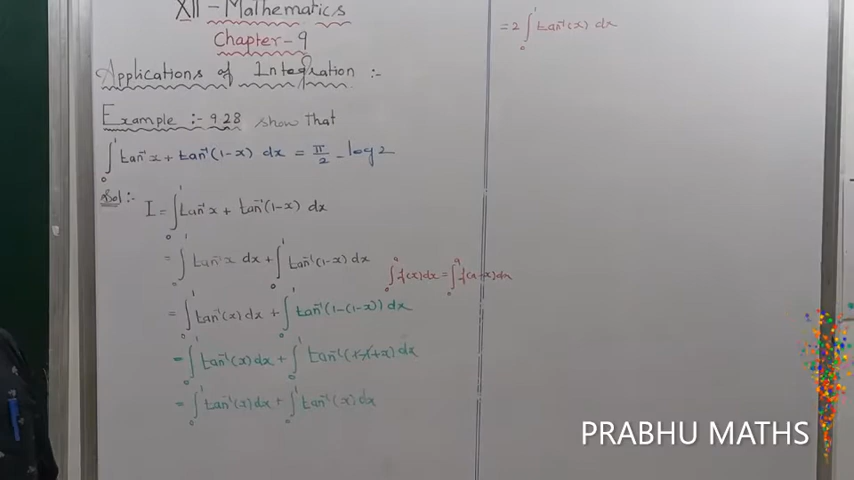 XII - Mathematics
Chapter - 9
Applications of Integration :-
Example :- 9.28 show that
∫₀¹ tan⁻¹x + tan⁻¹(1-x) dx = π/2 - log 2
Sol :-
I = ∫₀¹ tan⁻¹x + tan⁻¹(1-x) dx
= ∫₀¹ tan⁻¹x dx + ∫₀¹ tan⁻¹(1-x) dx
∫₀ᵃ f(x)dx = ∫₀ᵃ f(a-x)dx
= ∫₀¹ tan⁻¹(x) dx + ∫₀¹ tan⁻¹(1-(1-x)) dx
= ∫₀¹ tan⁻¹(x) dx + ∫₀¹ tan⁻¹(1-1+x) dx
= ∫₀¹ tan⁻¹(x) dx + ∫₀¹ tan⁻¹(x) dx
= 2 ∫₀¹ tan⁻¹(x) dx
PRABHU MATHS